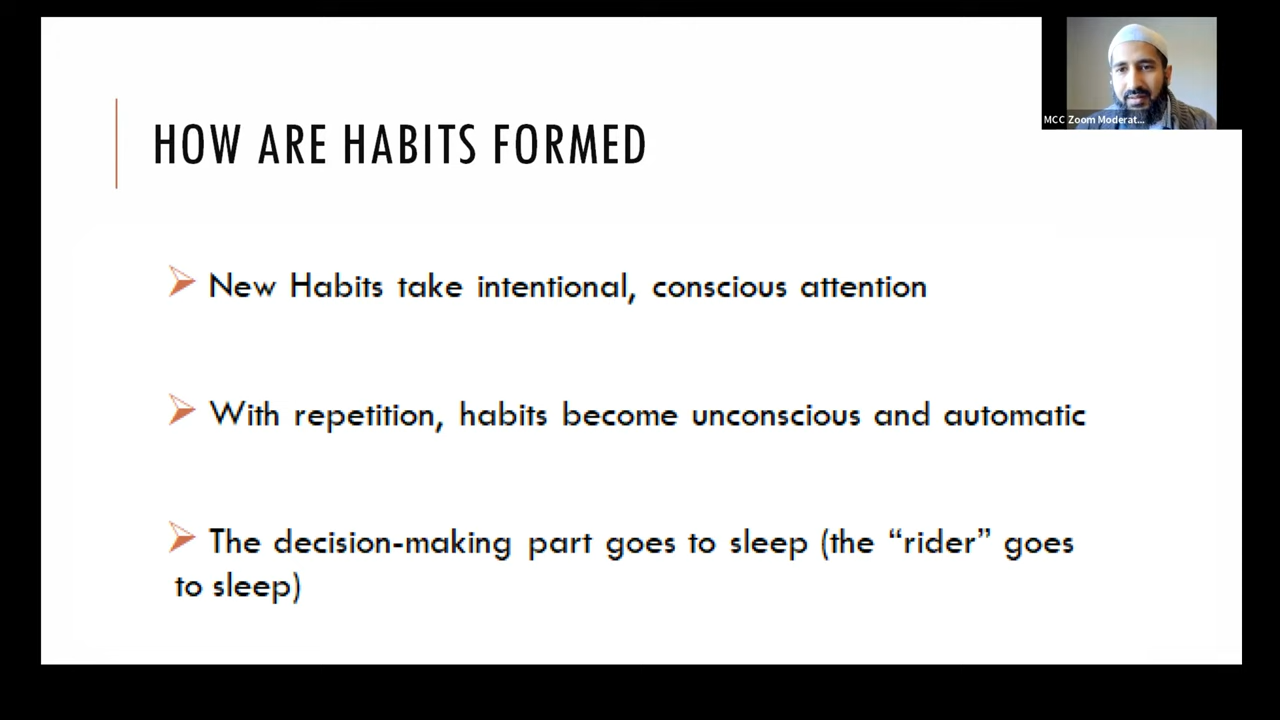 HOW ARE HABITS FORMED
MCC Zoom Moderat...
➢ New Habits take intentional, conscious attention
➢ With repetition, habits become unconscious and automatic
➢ The decision-making part goes to sleep (the “rider” goes
to sleep)